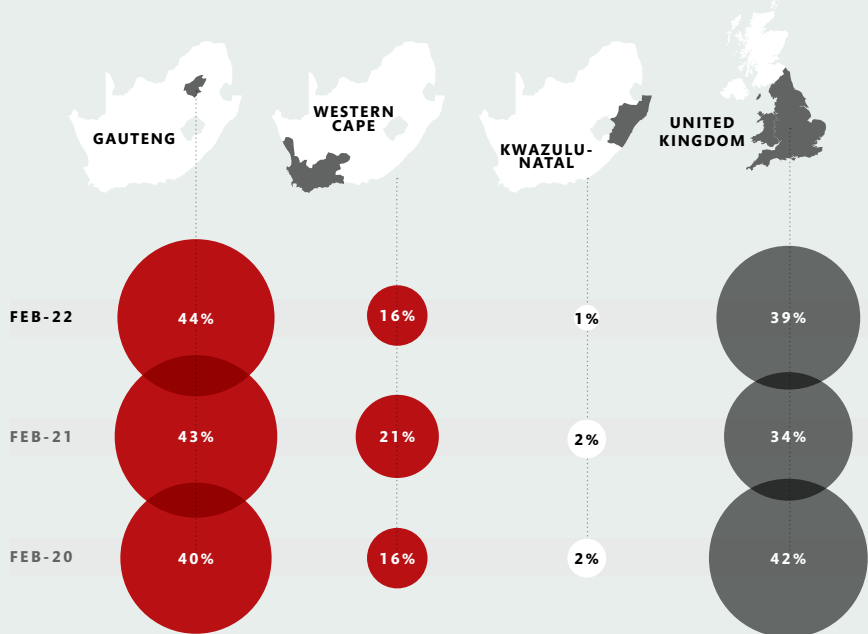 GAUTENG
WESTERN
CAPE
KWAZULU-
NATAL
UNITED
KINGDOM
FEB-22
44%
16%
1%
39%
FEB-21
43%
21%
2%
34%
FEB-20
40%
16%
2%
42%